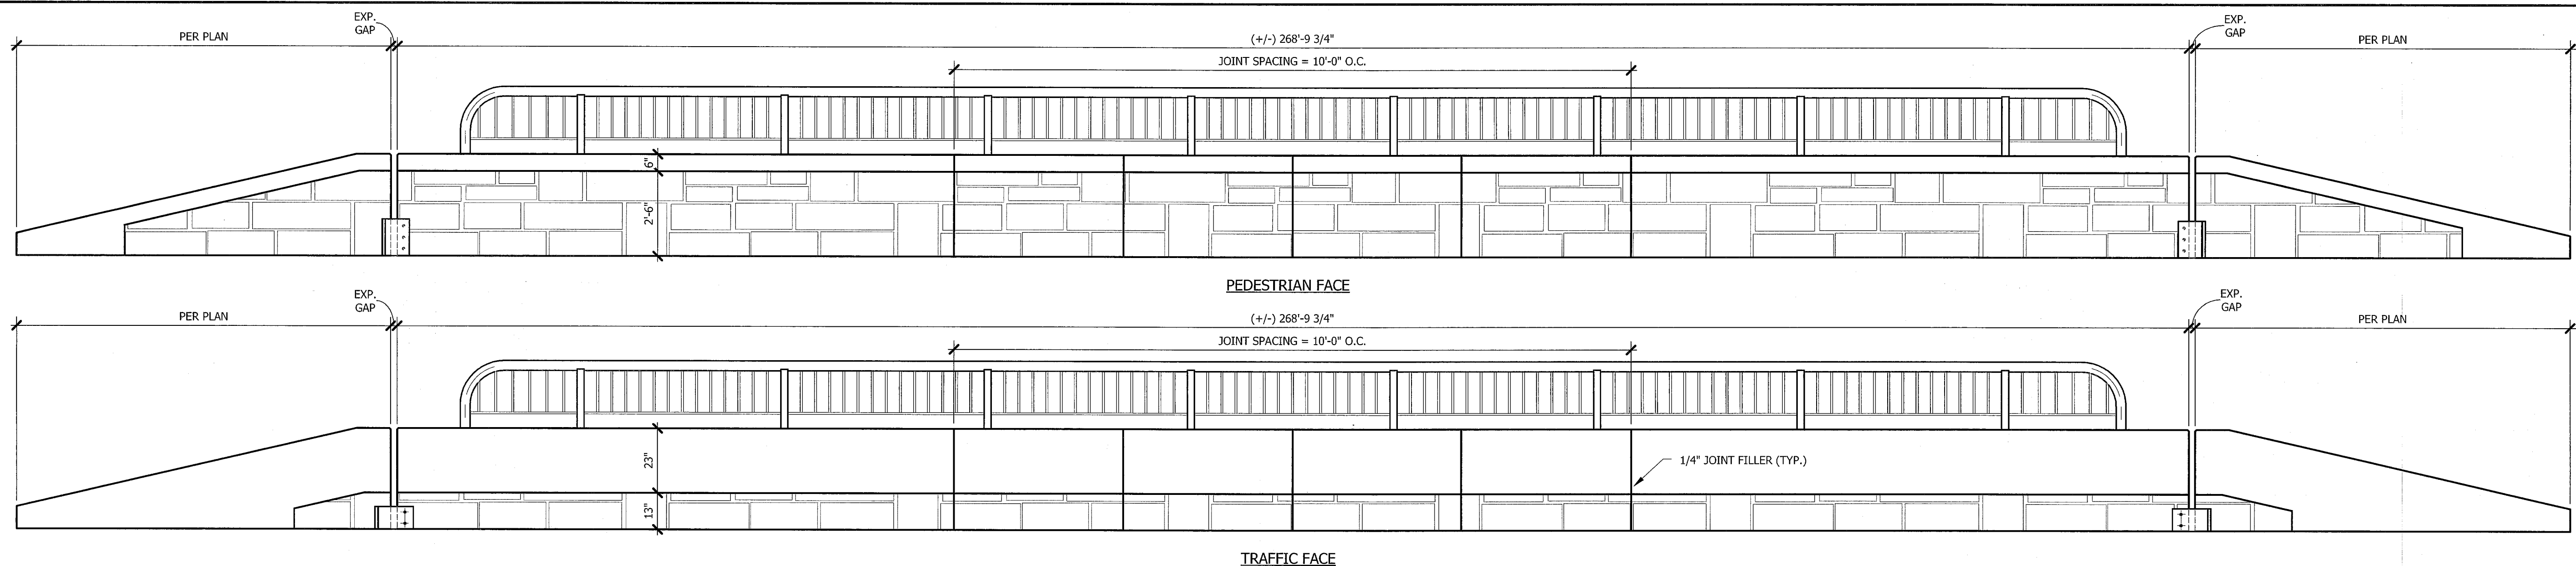 EXP.
GAP
PER PLAN
(+/-) 268'-9 3/4"
EXP.
GAP
PER PLAN
JOINT SPACING = 10'-0" O.C.
6"
2'-6"
PEDESTRIAN FACE
EXP.
GAP
PER PLAN
(+/-) 268'-9 3/4"
EXP.
GAP
PER PLAN
JOINT SPACING = 10'-0" O.C.
23"
1/4" JOINT FILLER (TYP.)
13"
TRAFFIC FACE